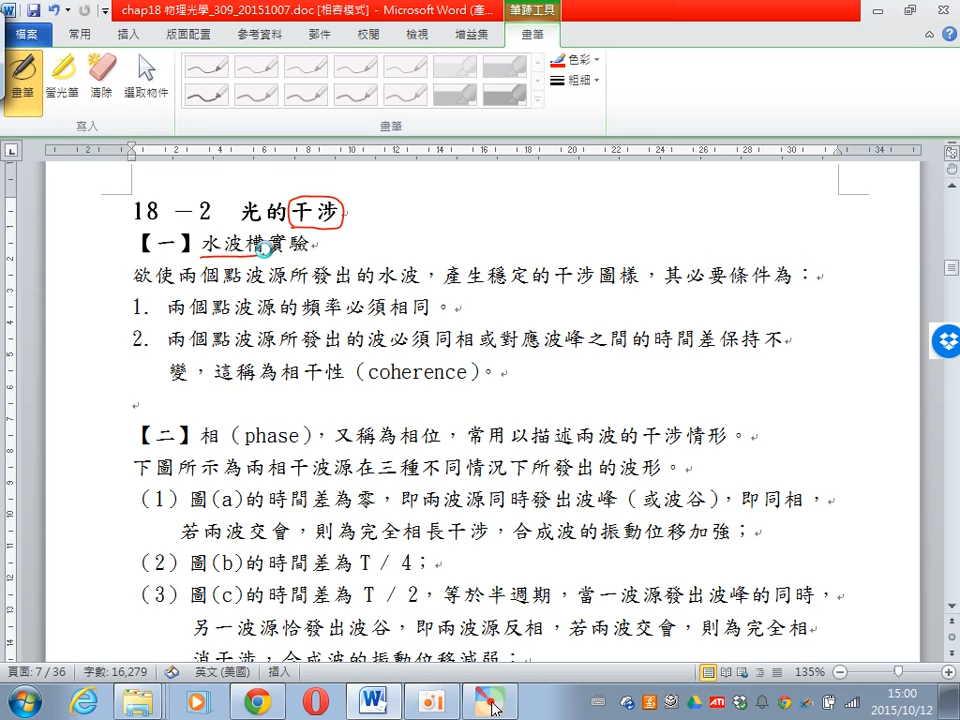 chap18 物理光學_309_20151007.doc [相容模式] - Microsoft Word (產...
筆跡工具
檔案 常用 插入 版面配置 參考資料 郵件 校閱 檢視 增益集 畫筆
畫筆 螢光筆 清除 選取物件
色彩
粗細
寫入 畫筆
18 －2 光的干涉
【一】水波槽實驗
欲使兩個點波源所發出的水波，產生穩定的干涉圖樣，其必要條件為：
1. 兩個點波源的頻率必須相同。
2. 兩個點波源所發出的波必須同相或對應波峰之間的時間差保持不
變，這稱為相干性（coherence）。
【二】相（phase），又稱為相位，常用以描述兩波的干涉情形。
下圖所示為兩相干波源在三種不同情況下所發出的波形。
（1）圖(a)的時間差為零，即兩波源同時發出波峰（或波谷），即同相，
若兩波交會，則為完全相長干涉，合成波的振動位移加強；
（2）圖(b)的時間差為 T / 4；
（3）圖(c)的時間差為 T / 2，等於半週期，當一波源發出波峰的同時，
另一波源恰發出波谷，即兩波源反相，若兩波交會，則為完全相
消干涉，合成波的振動位移減弱；
頁面: 7 / 36 字數: 16,279 英文 (美國) 插入 135%
15:00
2015/10/12